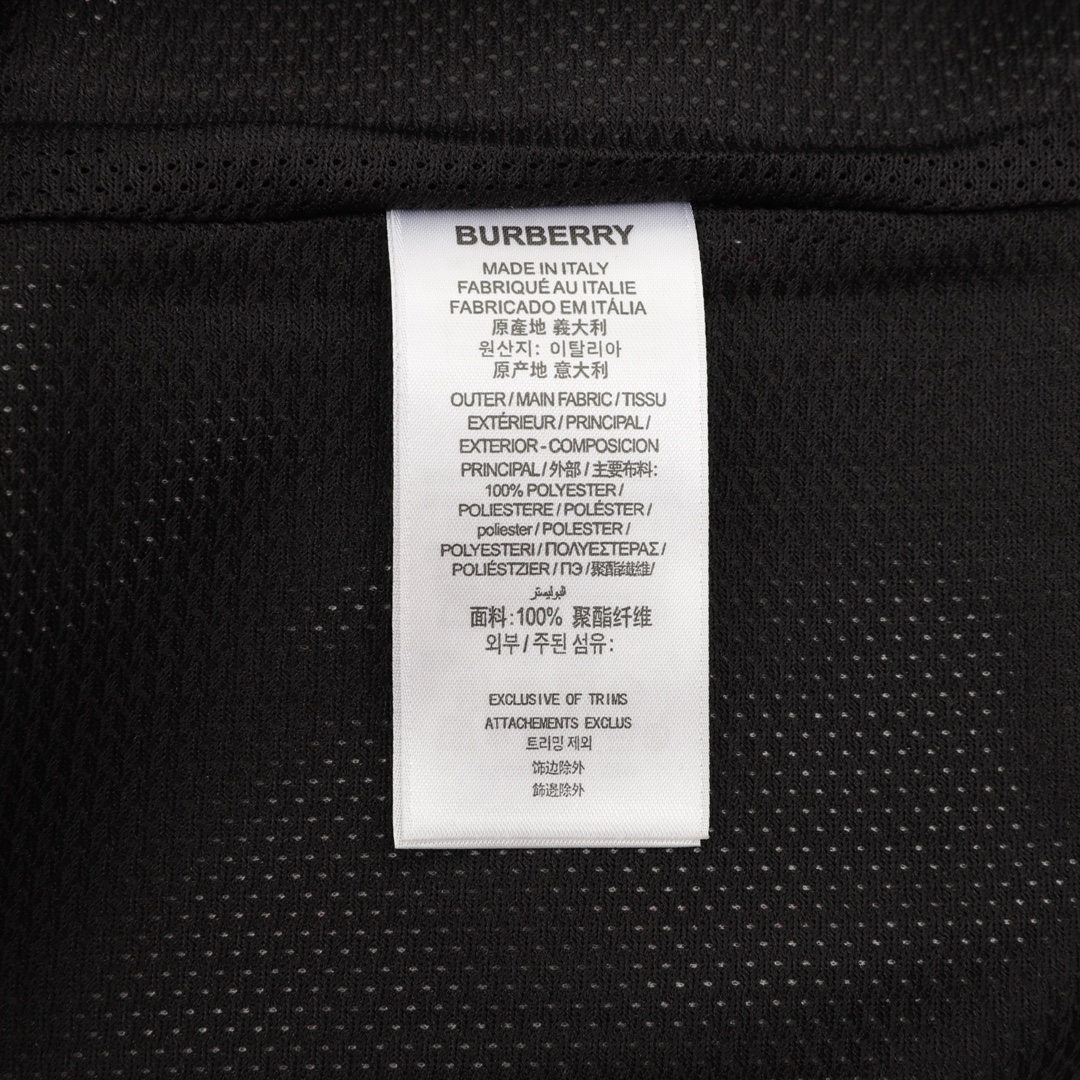 BURBERRY
MADE IN ITALY
FABRIQUÉ AU ITALIE
FABRICADO EM ITÁLIA
原產地 義大利
원산지: 이탈리아
原产地 意大利
OUTER / MAIN FABRIC / TISSU
EXTÉRIEUR / PRINCIPAL /
EXTERIOR - COMPOSICION
PRINCIPAL / 外部 / 主要布料:
100% POLYESTER /
POLIESTERE / POLÉSTER /
poliester / POLESTER /
POLYESTERI / ΠΟΛΥΕΣΤΕΡΑΣ /
POLIÉSTZIER / ПЭ / 聚酯纖維/
面料:100% 聚酯纤维
외부 / 주된 섬유:
EXCLUSIVE OF TRIMS
ATTACHEMENTS EXCLUS
트리밍 제외
饰边除外
飾邊除外